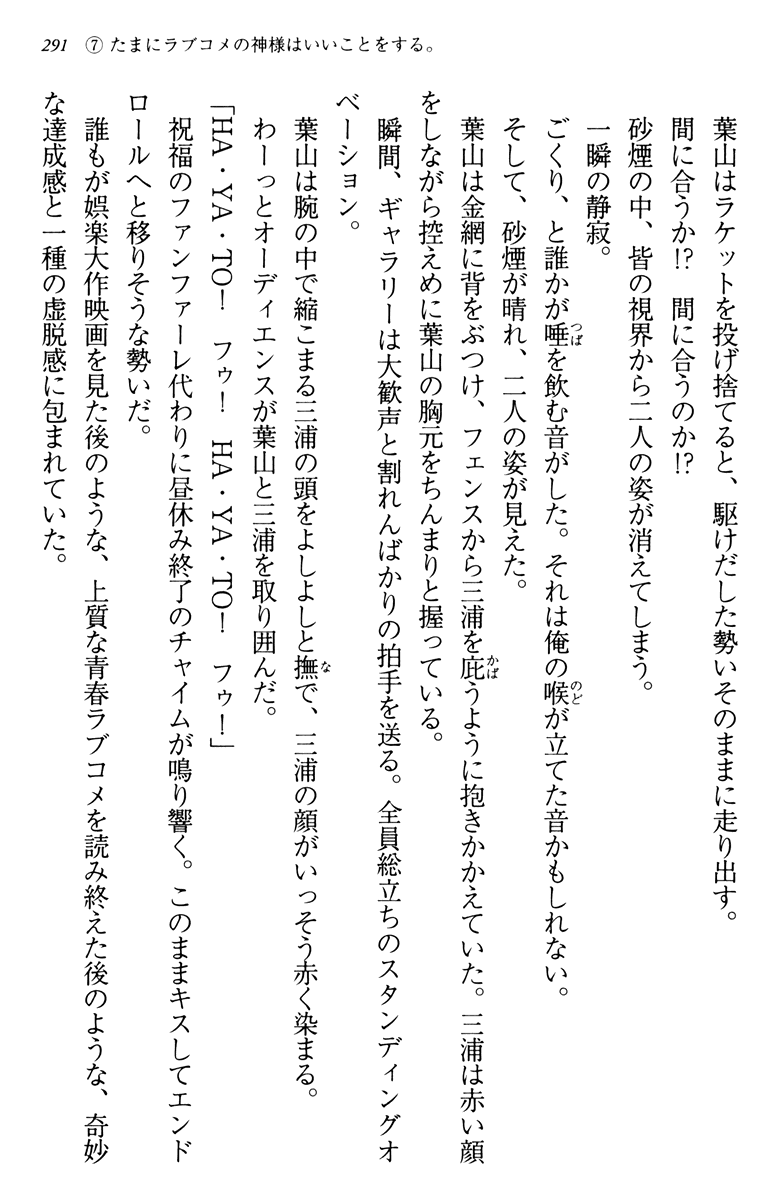 291　⑦ たまにラブコメの神様はいいことをする。
葉山はラケットを投げ捨てると、駆けだした勢いそのままに走り出す。
間に合うか!?　間に合うのか!?
砂煙の中、皆の視界から二人の姿が消えてしまう。
一瞬の静寂。
ごくり、と誰かが唾つばを飲む音がした。それは俺の喉のどが立てた音かもしれない。
そして、砂煙が晴れ、二人の姿が見えた。
葉山は金網に背をぶつけ、フェンスから三浦を庇かばうように抱きかかえていた。三浦は赤い顔
をしながら控えめに葉山の胸元をちんまりと握っている。
瞬間、ギャラリーは大歓声と割れんばかりの拍手を送る。全員総立ちのスタンディングオ
ベーション。
葉山は腕の中で縮こまる三浦の頭をよしよしと撫なで、三浦の顔がいっそう赤く染まる。
わーっとオーディエンスが葉山と三浦を取り囲んだ。
「HA・YA・TO!　フゥ!　HA・YA・TO!　フゥ!」
祝福のファンファーレ代わりに昼休み終了のチャイムが鳴り響く。このままキスしてエンド
ロールへと移りそうな勢いだ。
誰もが娯楽大作映画を見た後のような、上質な青春ラブコメを読み終えた後のような、奇妙
な達成感と一種の虚脱感に包まれていた。